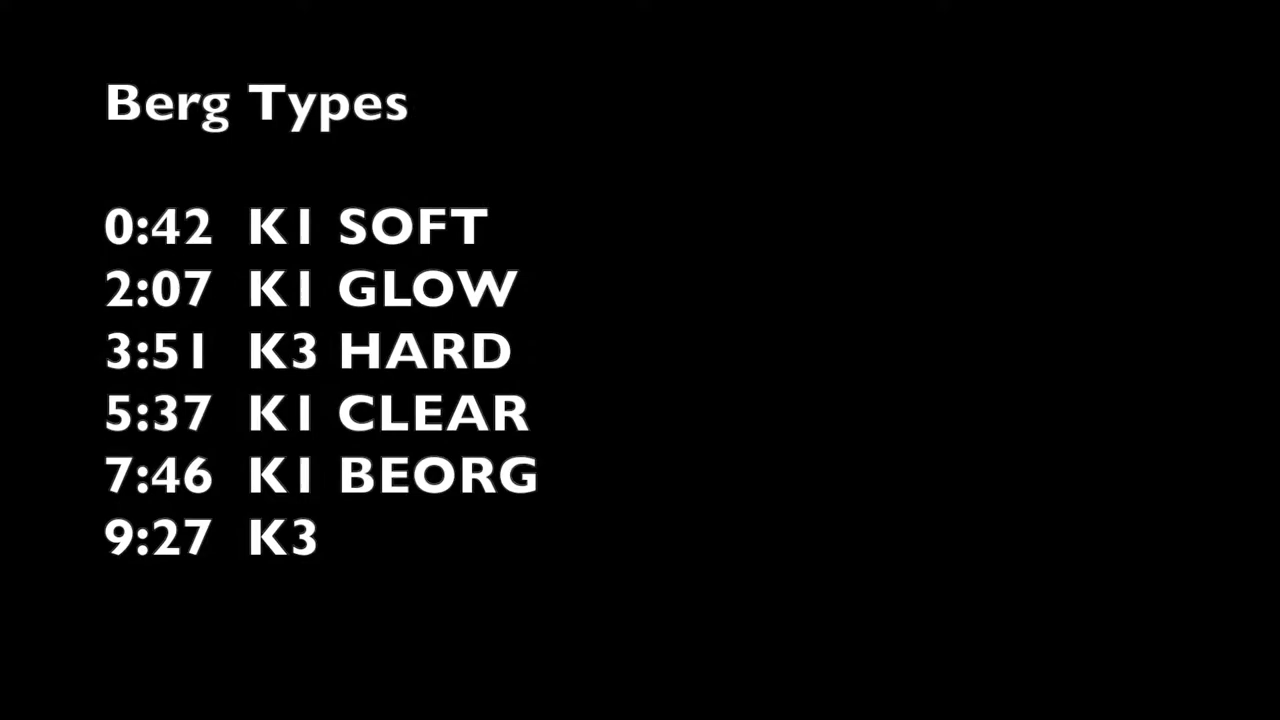 Berg Types
0:42 K1 SOFT
2:07 K1 GLOW
3:51 K3 HARD
5:37 K1 CLEAR
7:46 K1 BEORG
9:27 K3